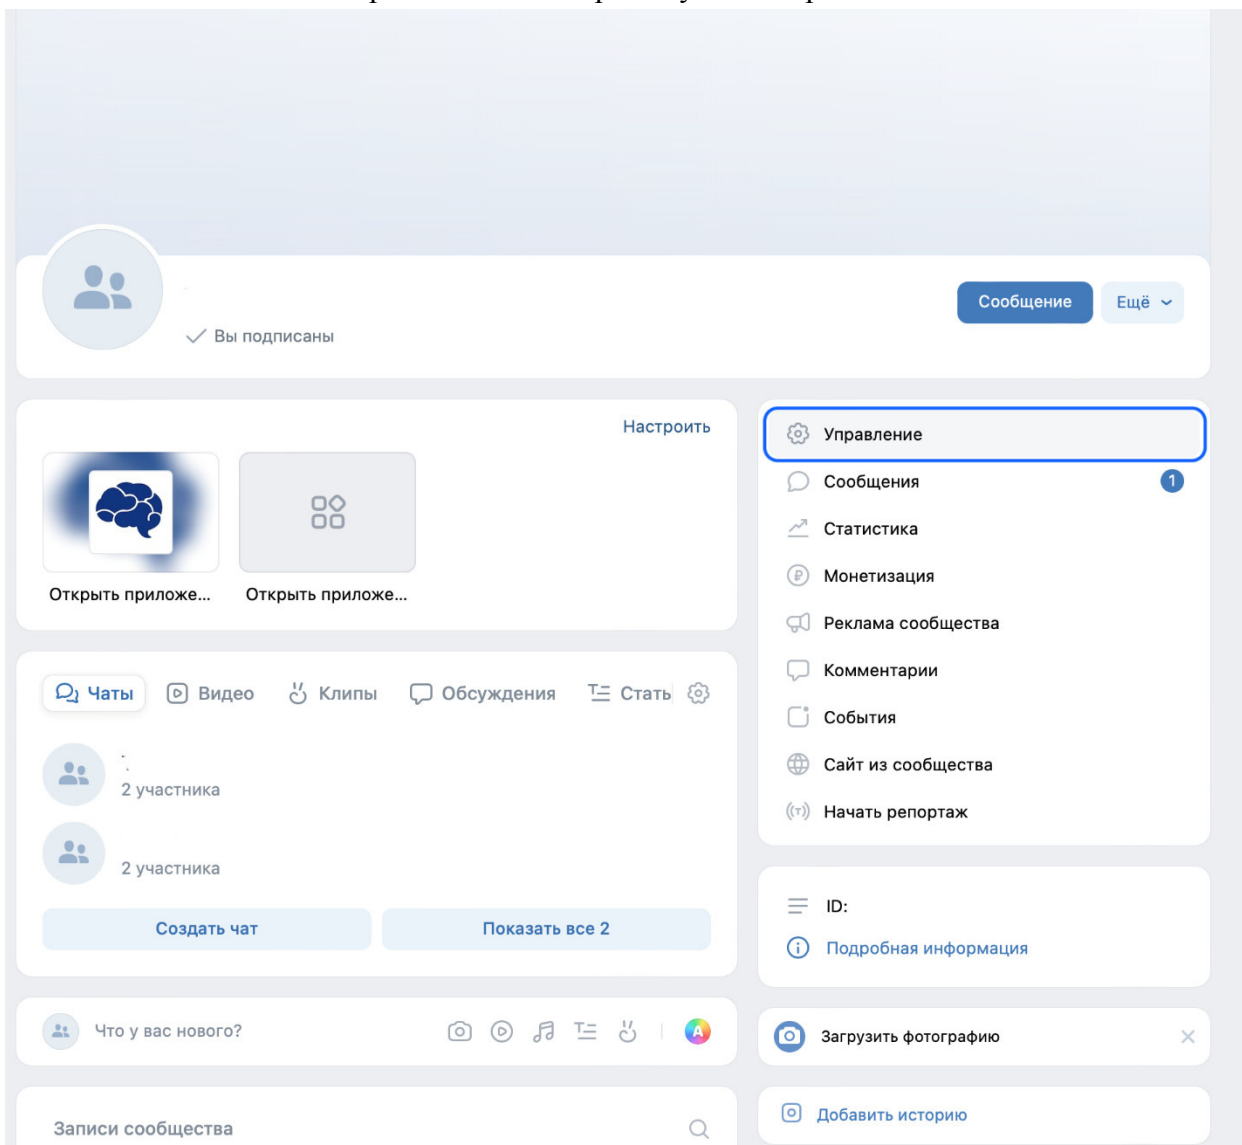 Сообщение
Ещё
Вы подписаны
Настроить
Открыть приложе...
Открыть приложе...
Управление
Сообщения
1
Статистика
Монетизация
Реклама сообщества
Комментарии
События
Сайт из сообщества
Начать репортаж
Чаты
Видео
Клипы
Обсуждения
Стать
2 участника
2 участника
Создать чат
Показать все 2
ID:
Подробная информация
Что у вас нового?
A
Загрузить фотографию
Записи сообщества
Добавить историю